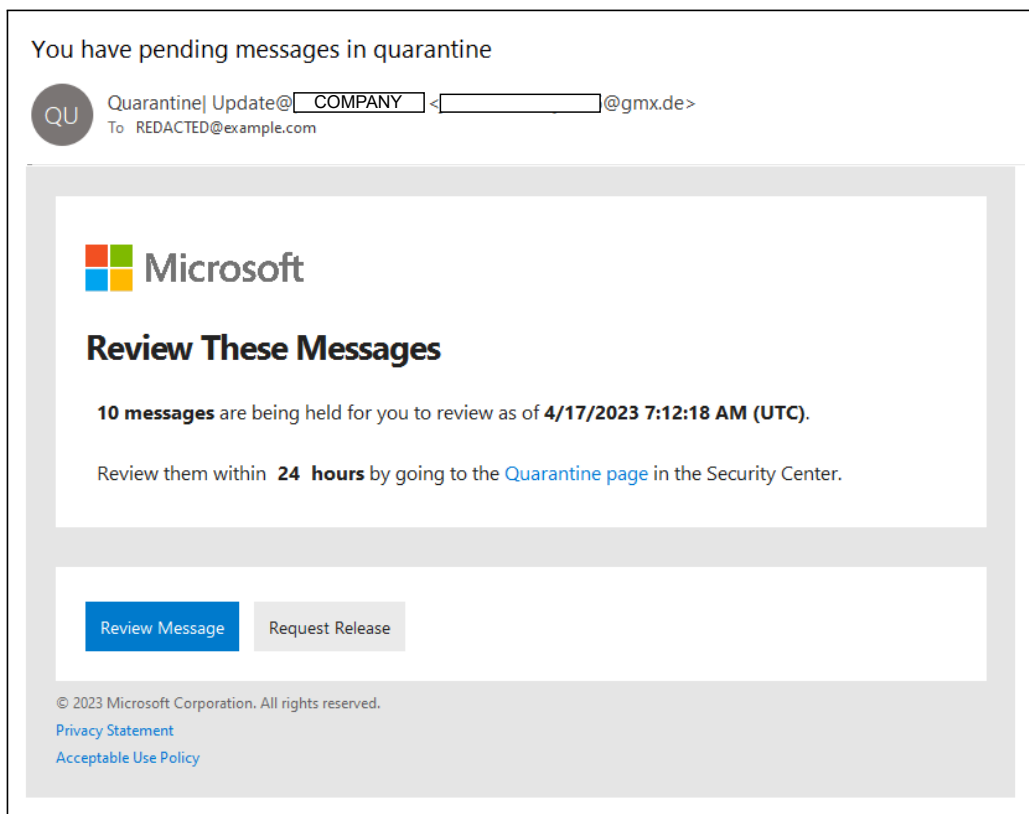 You have pending messages in quarantine
QU
Quarantine| Update@ COMPANY < @gmx.de>
To REDACTED@example.com
Microsoft
Review These Messages
10 messages are being held for you to review as of 4/17/2023 7:12:18 AM (UTC).
Review them within 24 hours by going to the Quarantine page in the Security Center.
Review Message Request Release
© 2023 Microsoft Corporation. All rights reserved.
Privacy Statement
Acceptable Use Policy